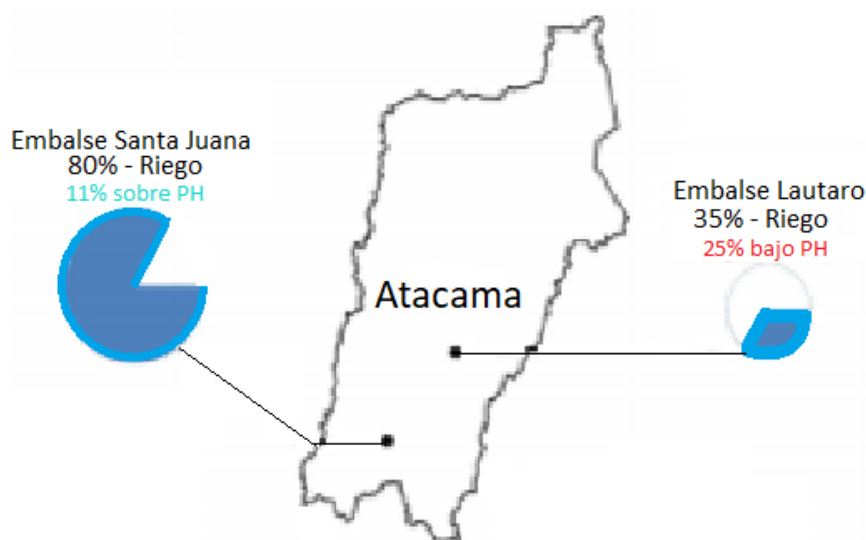 Embalse Santa Juana
80% - Riego
11% sobre PH
Embalse Lautaro
35% - Riego
25% bajo PH
Atacama